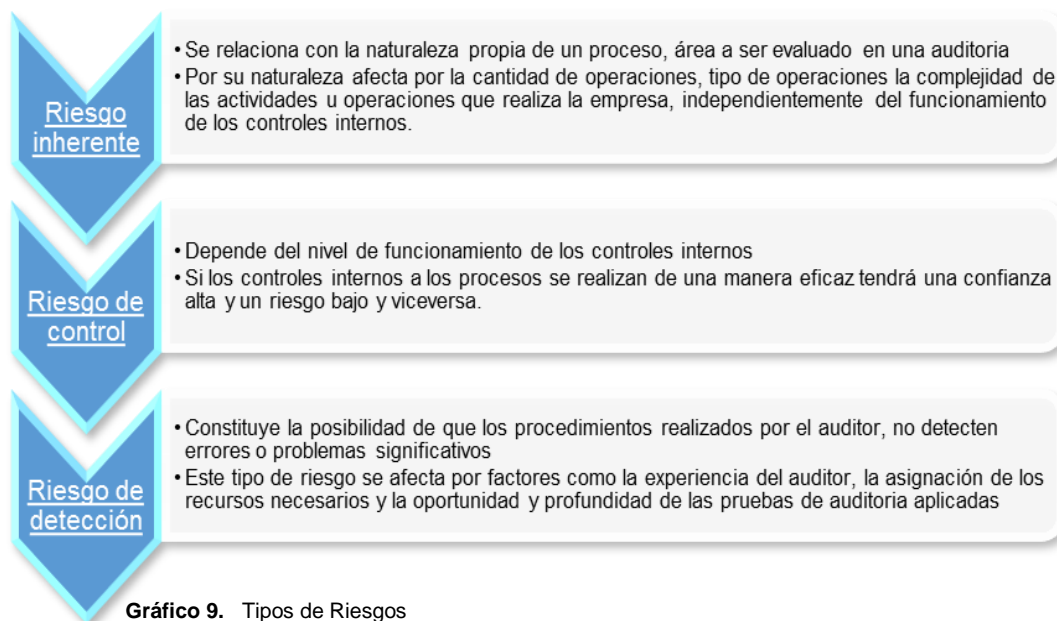 Riesgo
inherente
• Se relaciona con la naturaleza propia de un proceso, área a ser evaluado en una auditoria
• Por su naturaleza afecta por la cantidad de operaciones, tipo de operaciones la complejidad de
las actividades u operaciones que realiza la empresa, independientemente del funcionamiento
de los controles internos.
Riesgo de
control
• Depende del nivel de funcionamiento de los controles internos
• Si los controles internos a los procesos se realizan de una manera eficaz tendrá una confianza
alta y un riesgo bajo y viceversa.
Riesgo de
detección
• Constituye la posibilidad de que los procedimientos realizados por el auditor, no detecten
errores o problemas significativos
• Este tipo de riesgo se afecta por factores como la experiencia del auditor, la asignación de los
recursos necesarios y la oportunidad y profundidad de las pruebas de auditoria aplicadas
Gráfico 9. Tipos de Riesgos